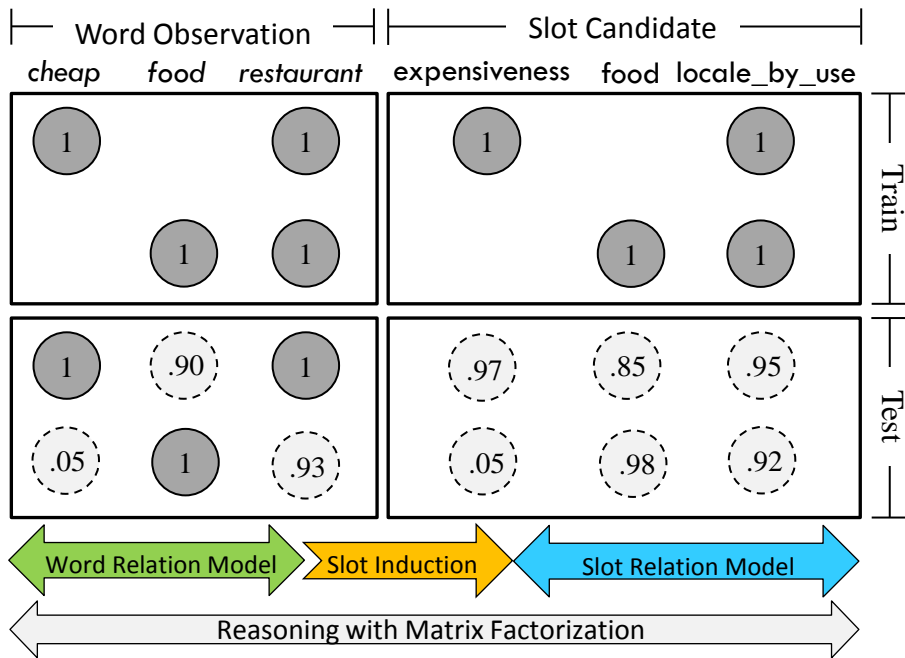 Word Observation Slot Candidate
cheap food restaurant expensiveness food locale_by_use
1 1 1 1
Train
1 1 1 1
1 .90 1 .97 .85 .95
Test
.05 1 .93 .05 .98 .92
Word Relation Model Slot Induction Slot Relation Model
Reasoning with Matrix Factorization